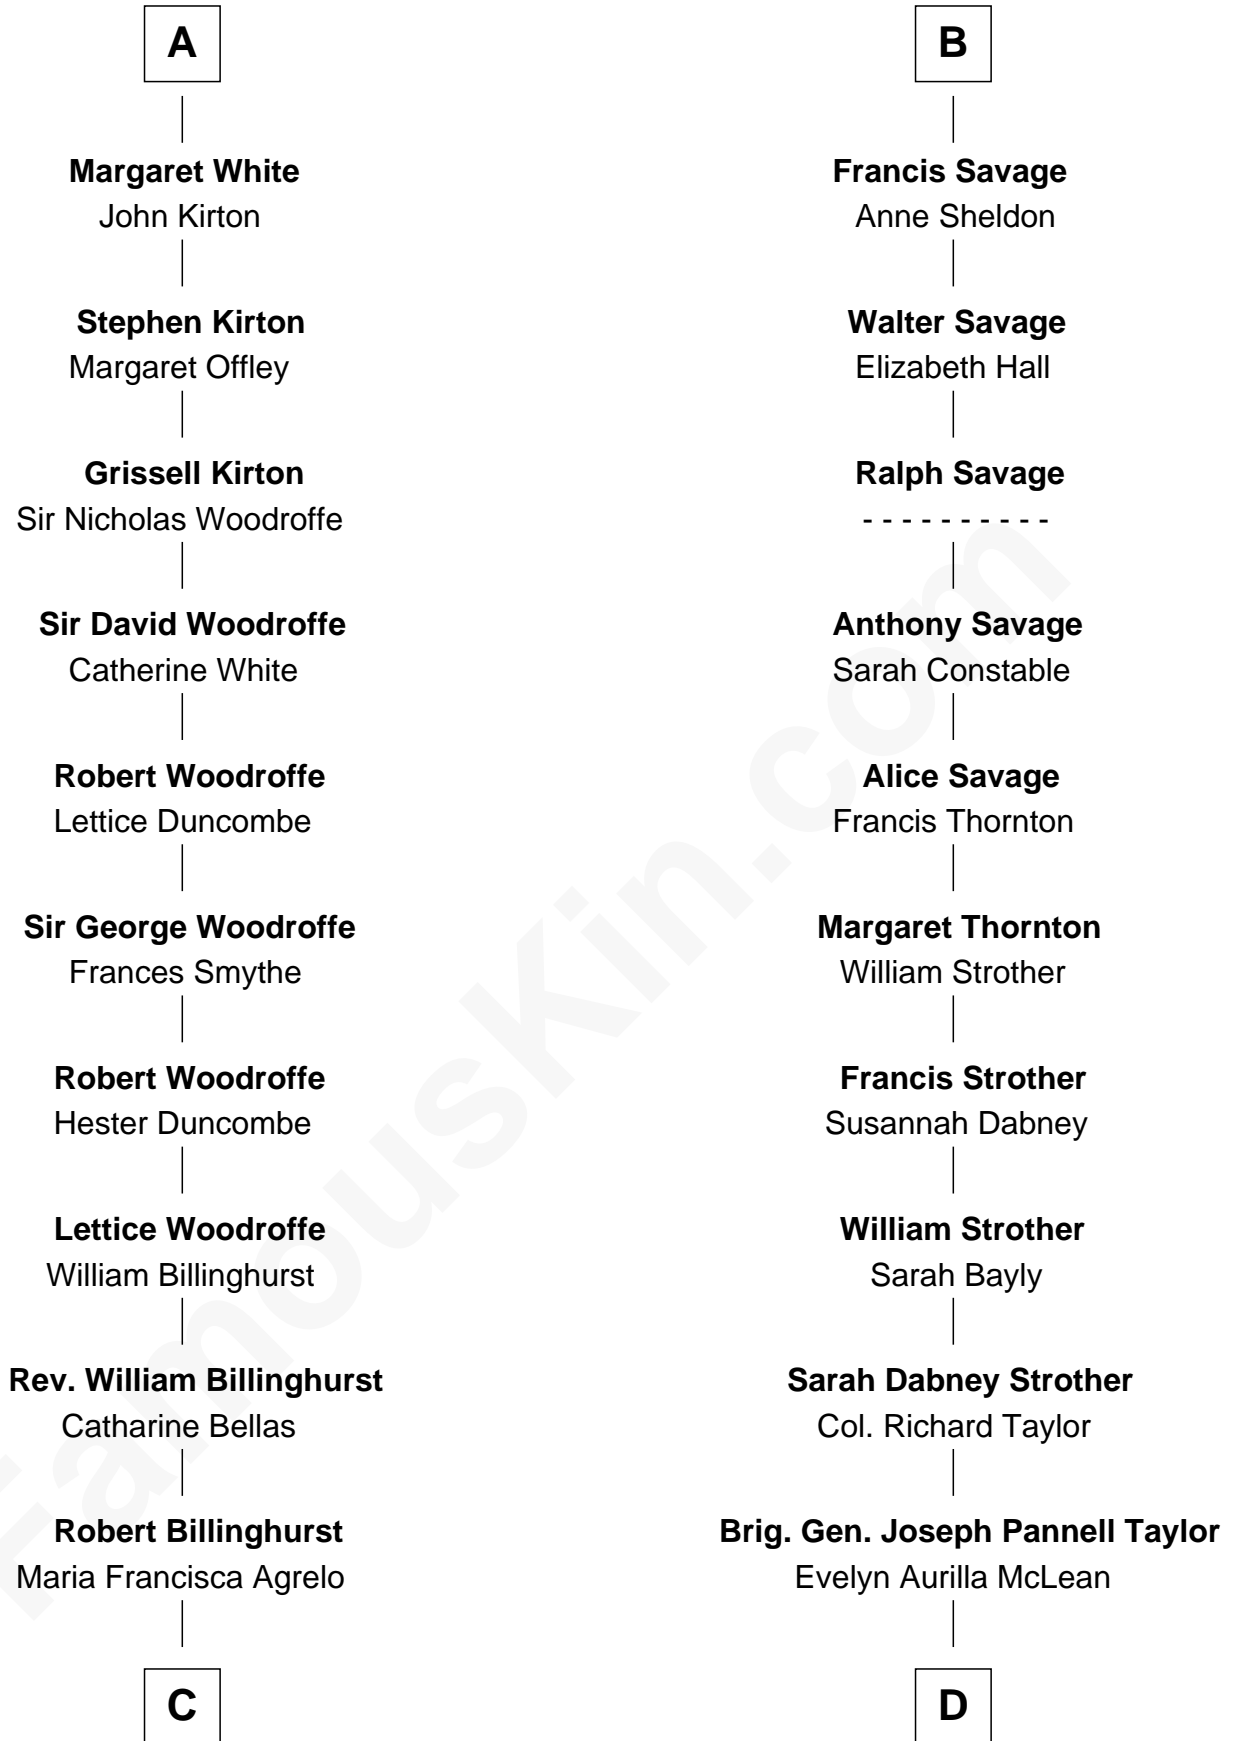 A
Margaret White
John Kirton
Stephen Kirton
Margaret Offley
Grissell Kirton
Sir Nicholas Woodroffe
Sir David Woodroffe
Catherine White
Robert Woodroffe
Lettice Duncombe
Sir George Woodroffe
Frances Smythe
Robert Woodroffe
Hester Duncombe
Lettice Woodroffe
William Billinghurst
Rev. William Billinghurst
Catharine Bellas
Robert Billinghurst
Maria Francisca Agrelo
C
B
Francis Savage
Anne Sheldon
Walter Savage
Elizabeth Hall
Ralph Savage
- - - - - - - - - -
Anthony Savage
Sarah Constable
Alice Savage
Francis Thornton
Margaret Thornton
William Strother
Francis Strother
Susannah Dabney
William Strother
Sarah Bayly
Sarah Dabney Strother
Col. Richard Taylor
Brig. Gen. Joseph Pannell Taylor
Evelyn Aurilla McLean
D
FamousKin.com